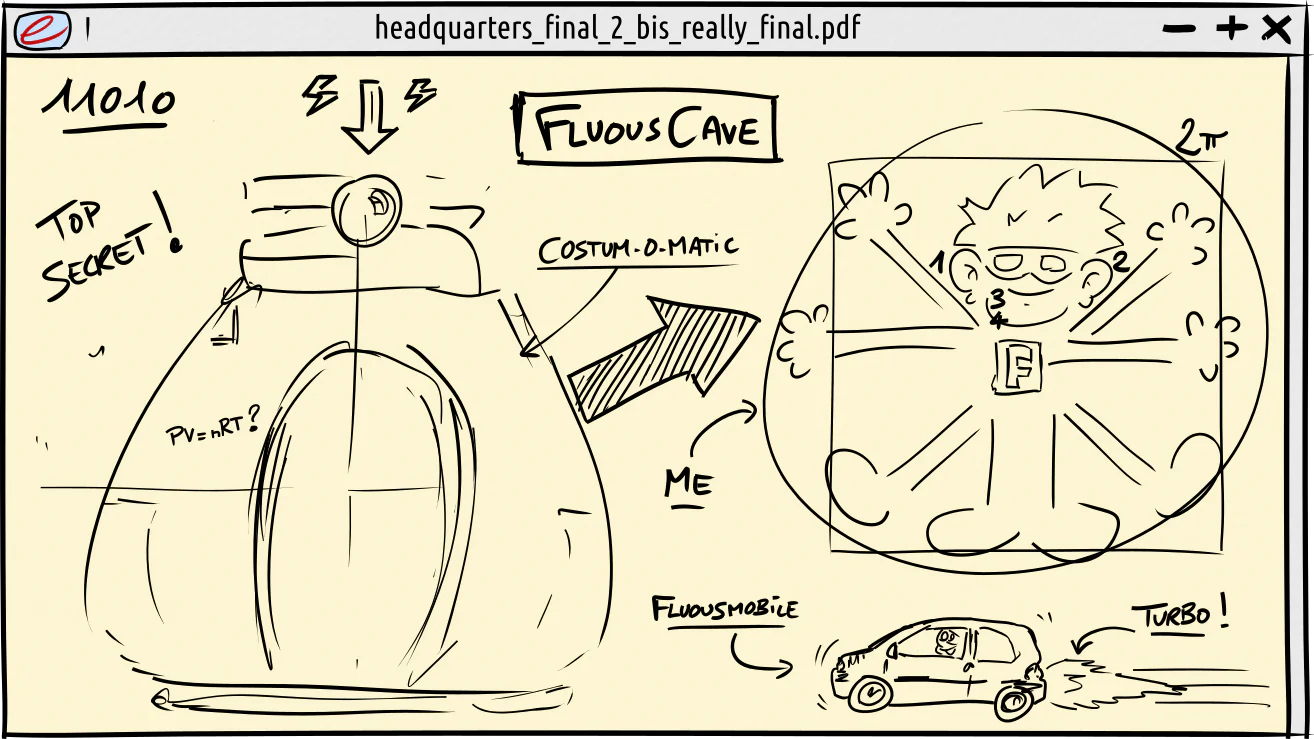 headquarters_final_2_bis_really_final.pdf
11010
FLUOUSCAVE
2π
TOP
SECRET!
COSTUM-O-MATIC
1
2
3
4
F
PV=nRT?
ME
FLUOUSMOBILE
TURBO!